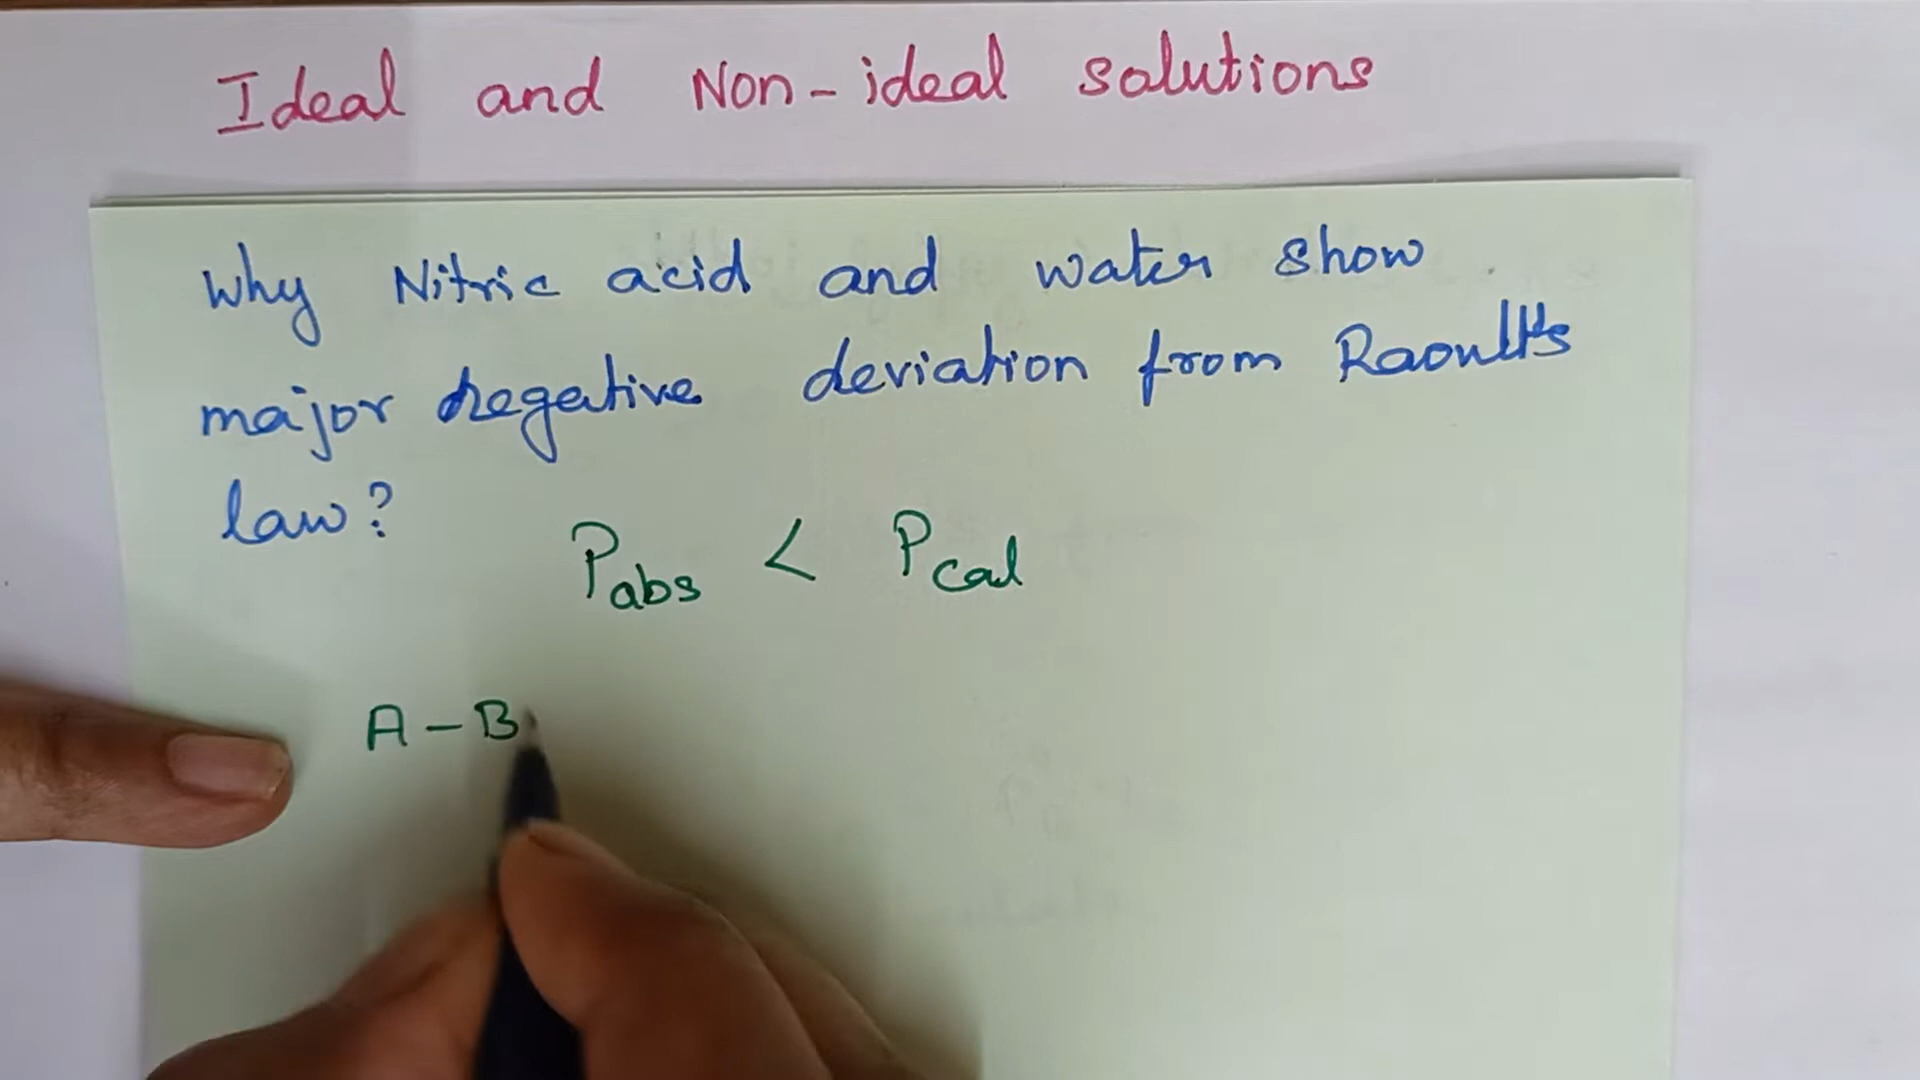 Ideal and Non-ideal solutions
Why Nitric acid and water show
major negative deviation from Raoult's
law?
Pabs < Pcal
A-B